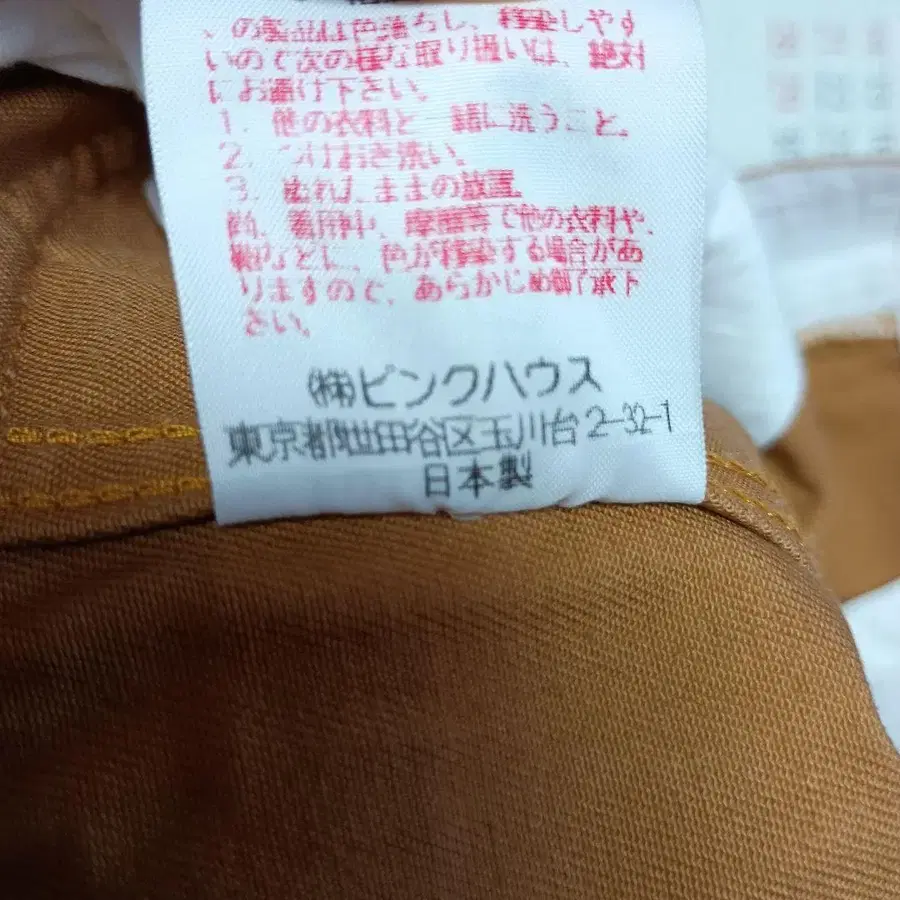 の製品は色落ちし、移染しやす
いので次の様な取り扱いは、絶対
にお避け下さい。
1. 他の衣料と 緒に洗うこと。
2. つけおき洗い。
3. ぬれたままの放置。
尚、着用時、摩擦等で他の衣料や、
靴などに、色が移染する場合があ
りますので、あらかじめ御了承下
さい。
㈱ピンクハウス
東京都世田谷区玉川台2-32-1
日本製